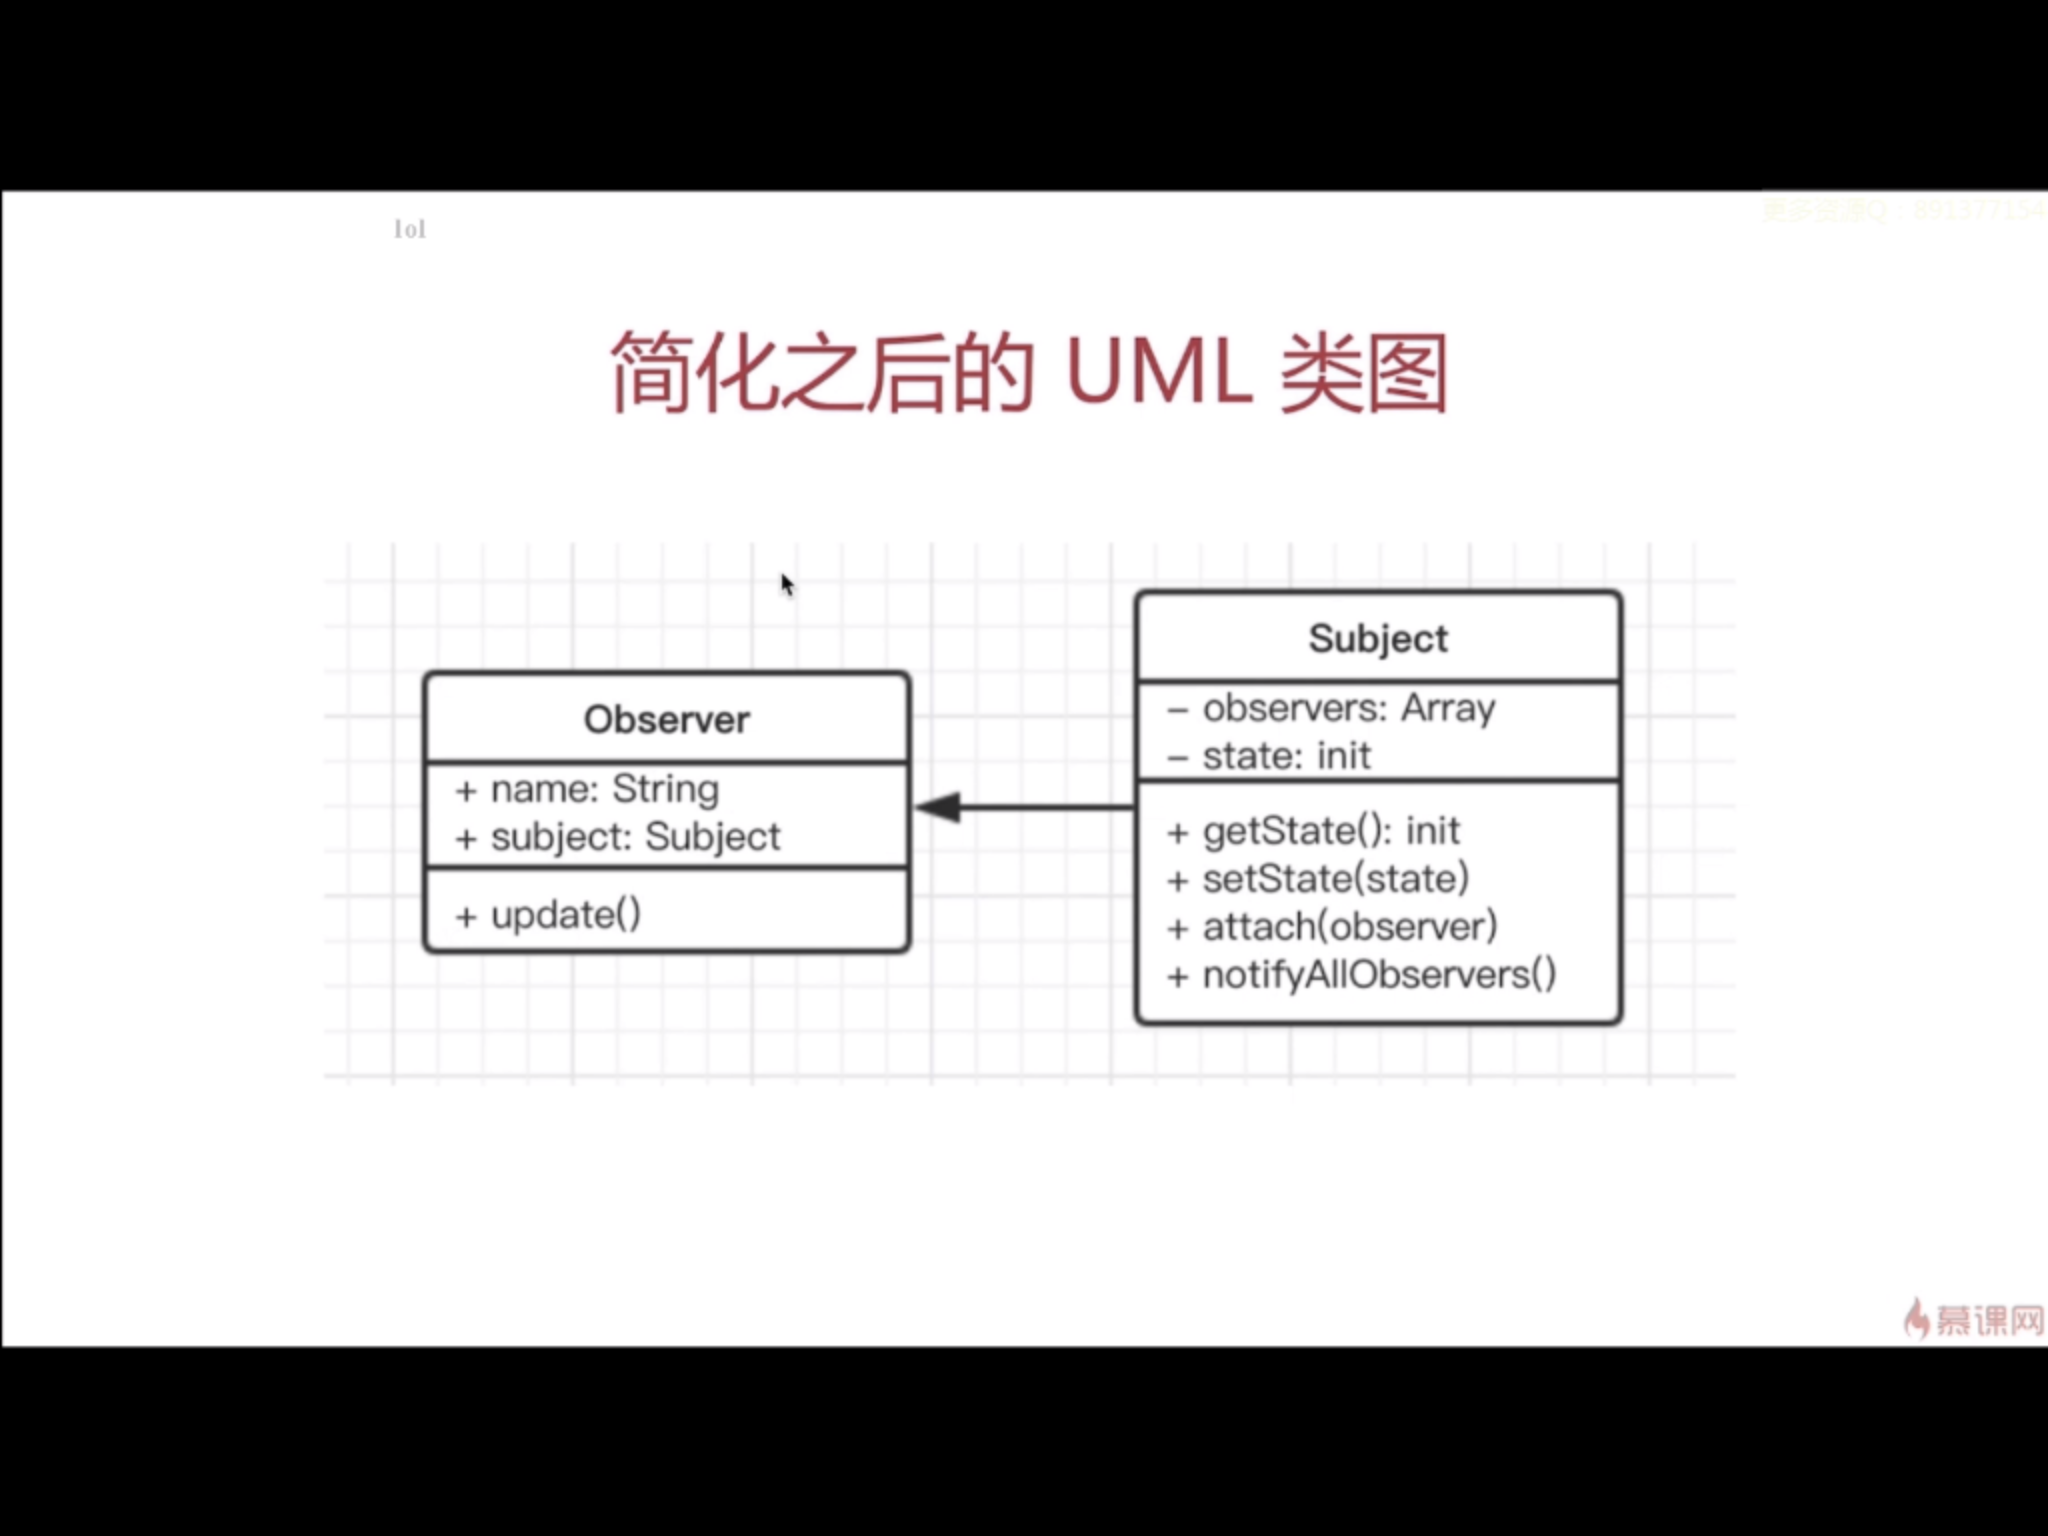 更多资源Q：891377154
lol
简化之后的 UML 类图
Observer
+ name: String
+ subject: Subject
+ update()
Subject
− observers: Array
− state: init
+ getState(): init
+ setState(state)
+ attach(observer)
+ notifyAllObservers()
慕课网